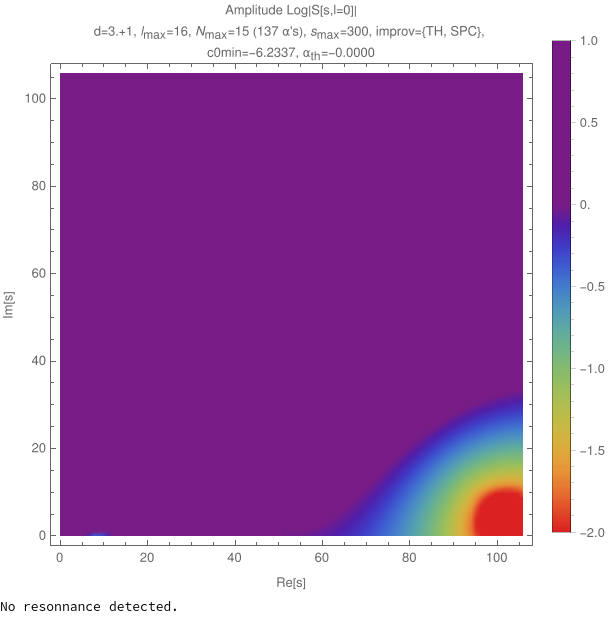 Amplitude Log|S[s,l=0]|
d=3.+1, lmax=16, Nmax=15 (137 α's), smax=300, improv={TH, SPC},
c0min=−6.2337, αth=−0.0000
1.0
0.5
0.
−0.5
−1.0
−1.5
−2.0
100
80
60
40
20
0
Im[s]
0 20 40 60 80 100
Re[s]
No resonnance detected.